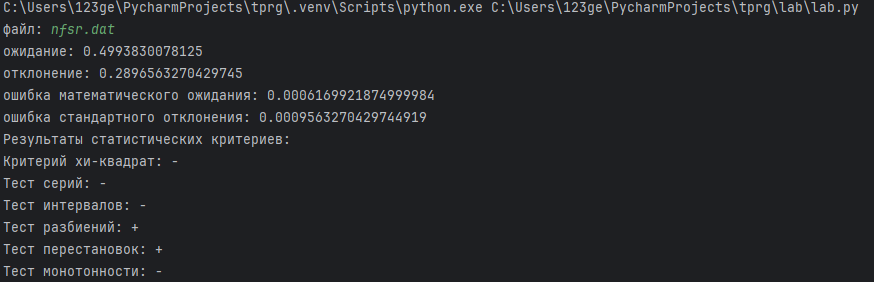 C:\Users\123ge\PycharmProjects\tprg\.venv\Scripts\python.exe C:\Users\123ge\PycharmProjects\tprg\lab\lab.py
файл: nfsr.dat
ожидание: 0.4993830078125
отклонение: 0.2896563270429745
ошибка математического ожидания: 0.0006169921874999984
ошибка стандартного отклонения: 0.0009563270429744919
Результаты статистических критериев:
Критерий хи-квадрат: -
Тест серий: -
Тест интервалов: -
Тест разбиений: +
Тест перестановок: +
Тест монотонности: -